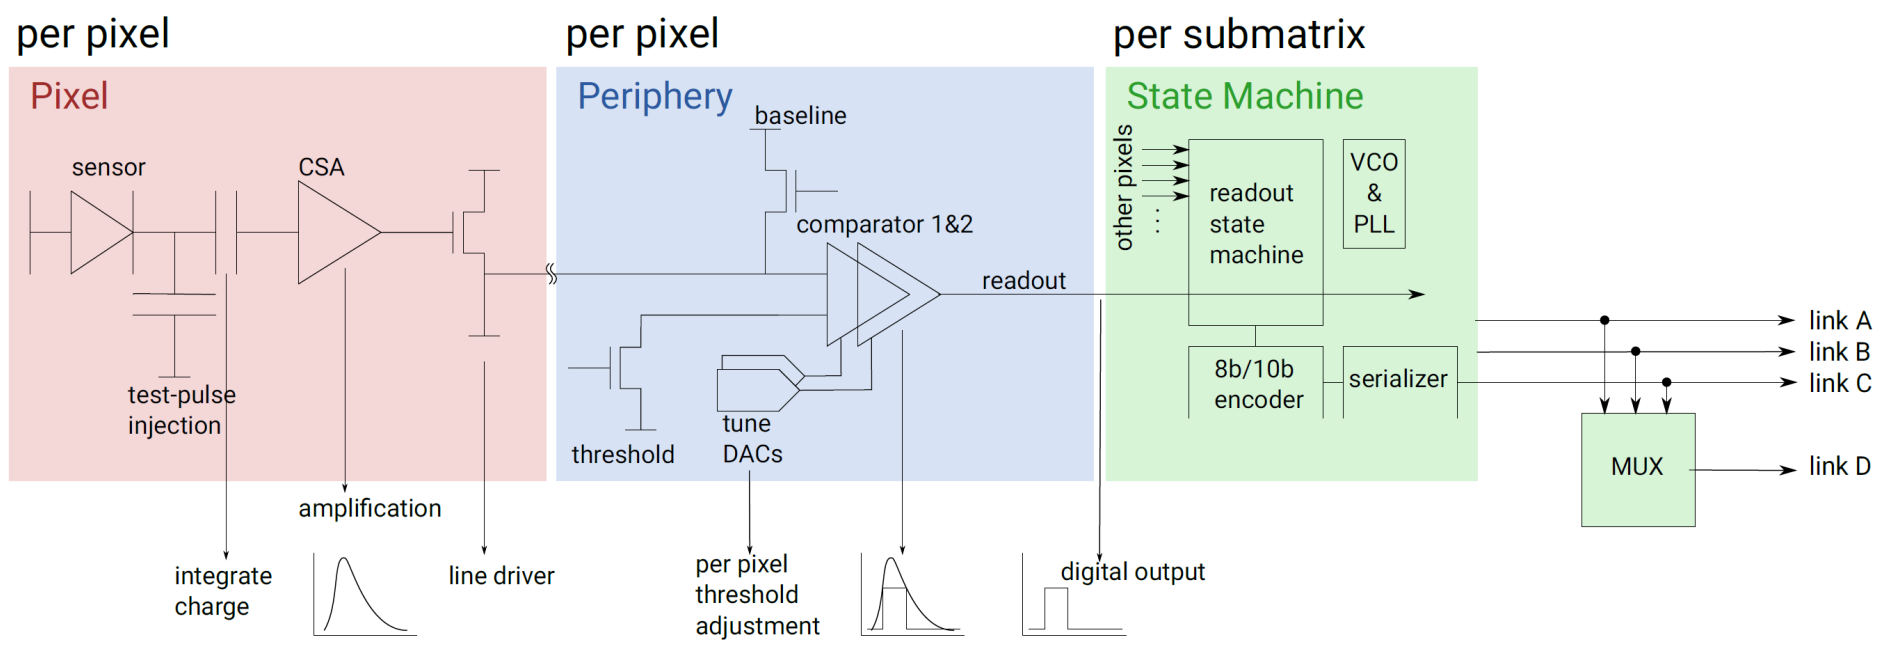 per pixel
per pixel
per submatrix
Pixel
Periphery
State Machine
sensor
CSA
test-pulse
injection
amplification
integrate
charge
line driver
baseline
comparator 1&2
readout
threshold
tune
DACs
per pixel
threshold
adjustment
digital output
other pixels
readout
state
machine
VCO
&
PLL
8b/10b
encoder
serializer
link A
link B
link C
MUX
link D